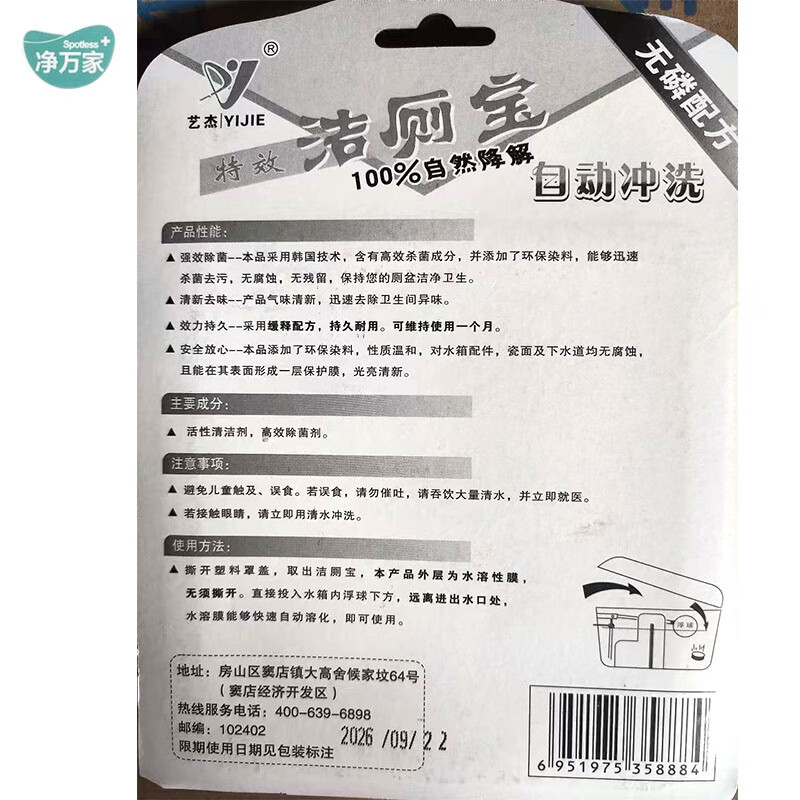 Spotless+
净万家
艺杰|YIJIE
®
无磷配方
特效 洁厕宝
100%自然降解
自动冲洗
产品性能:
▲ 强效除菌--本品采用韩国技术，含有高效杀菌成分，并添加了环保染料，能够迅速
杀菌去污，无腐蚀，无残留，保持您的厕盆洁净卫生。
▲ 清新去味--产品气味清新，迅速去除卫生间异味。
▲ 效力持久--采用缓释配方，持久耐用。可维持使用一个月。
▲ 安全放心--本品添加了环保染料，性质温和，对水箱配件，瓷面及下水道均无腐蚀，
且能在其表面形成一层保护膜，光亮清新。
主要成分:
▲ 活性清洁剂，高效除菌剂。
注意事项:
▲ 避免儿童触及、误食。若误食，请勿催吐，请吞饮大量清水，并立即就医。
▲ 若接触眼睛，请立即用清水冲洗。
使用方法:
▲ 撕开塑料罩盖，取出洁厕宝，本产品外层为水溶性膜，
无须撕开。直接投入水箱内浮球下方，远离进出水口处，
水溶膜能够快速自动溶化，即可使用。
浮球
地址：房山区窦店镇大高舍候家坟64号
（窦店经济开发区）
热线服务电话：400-639-6898
邮编：102402
限期使用日期见包装标注
2026/09/22
6 951975 358884